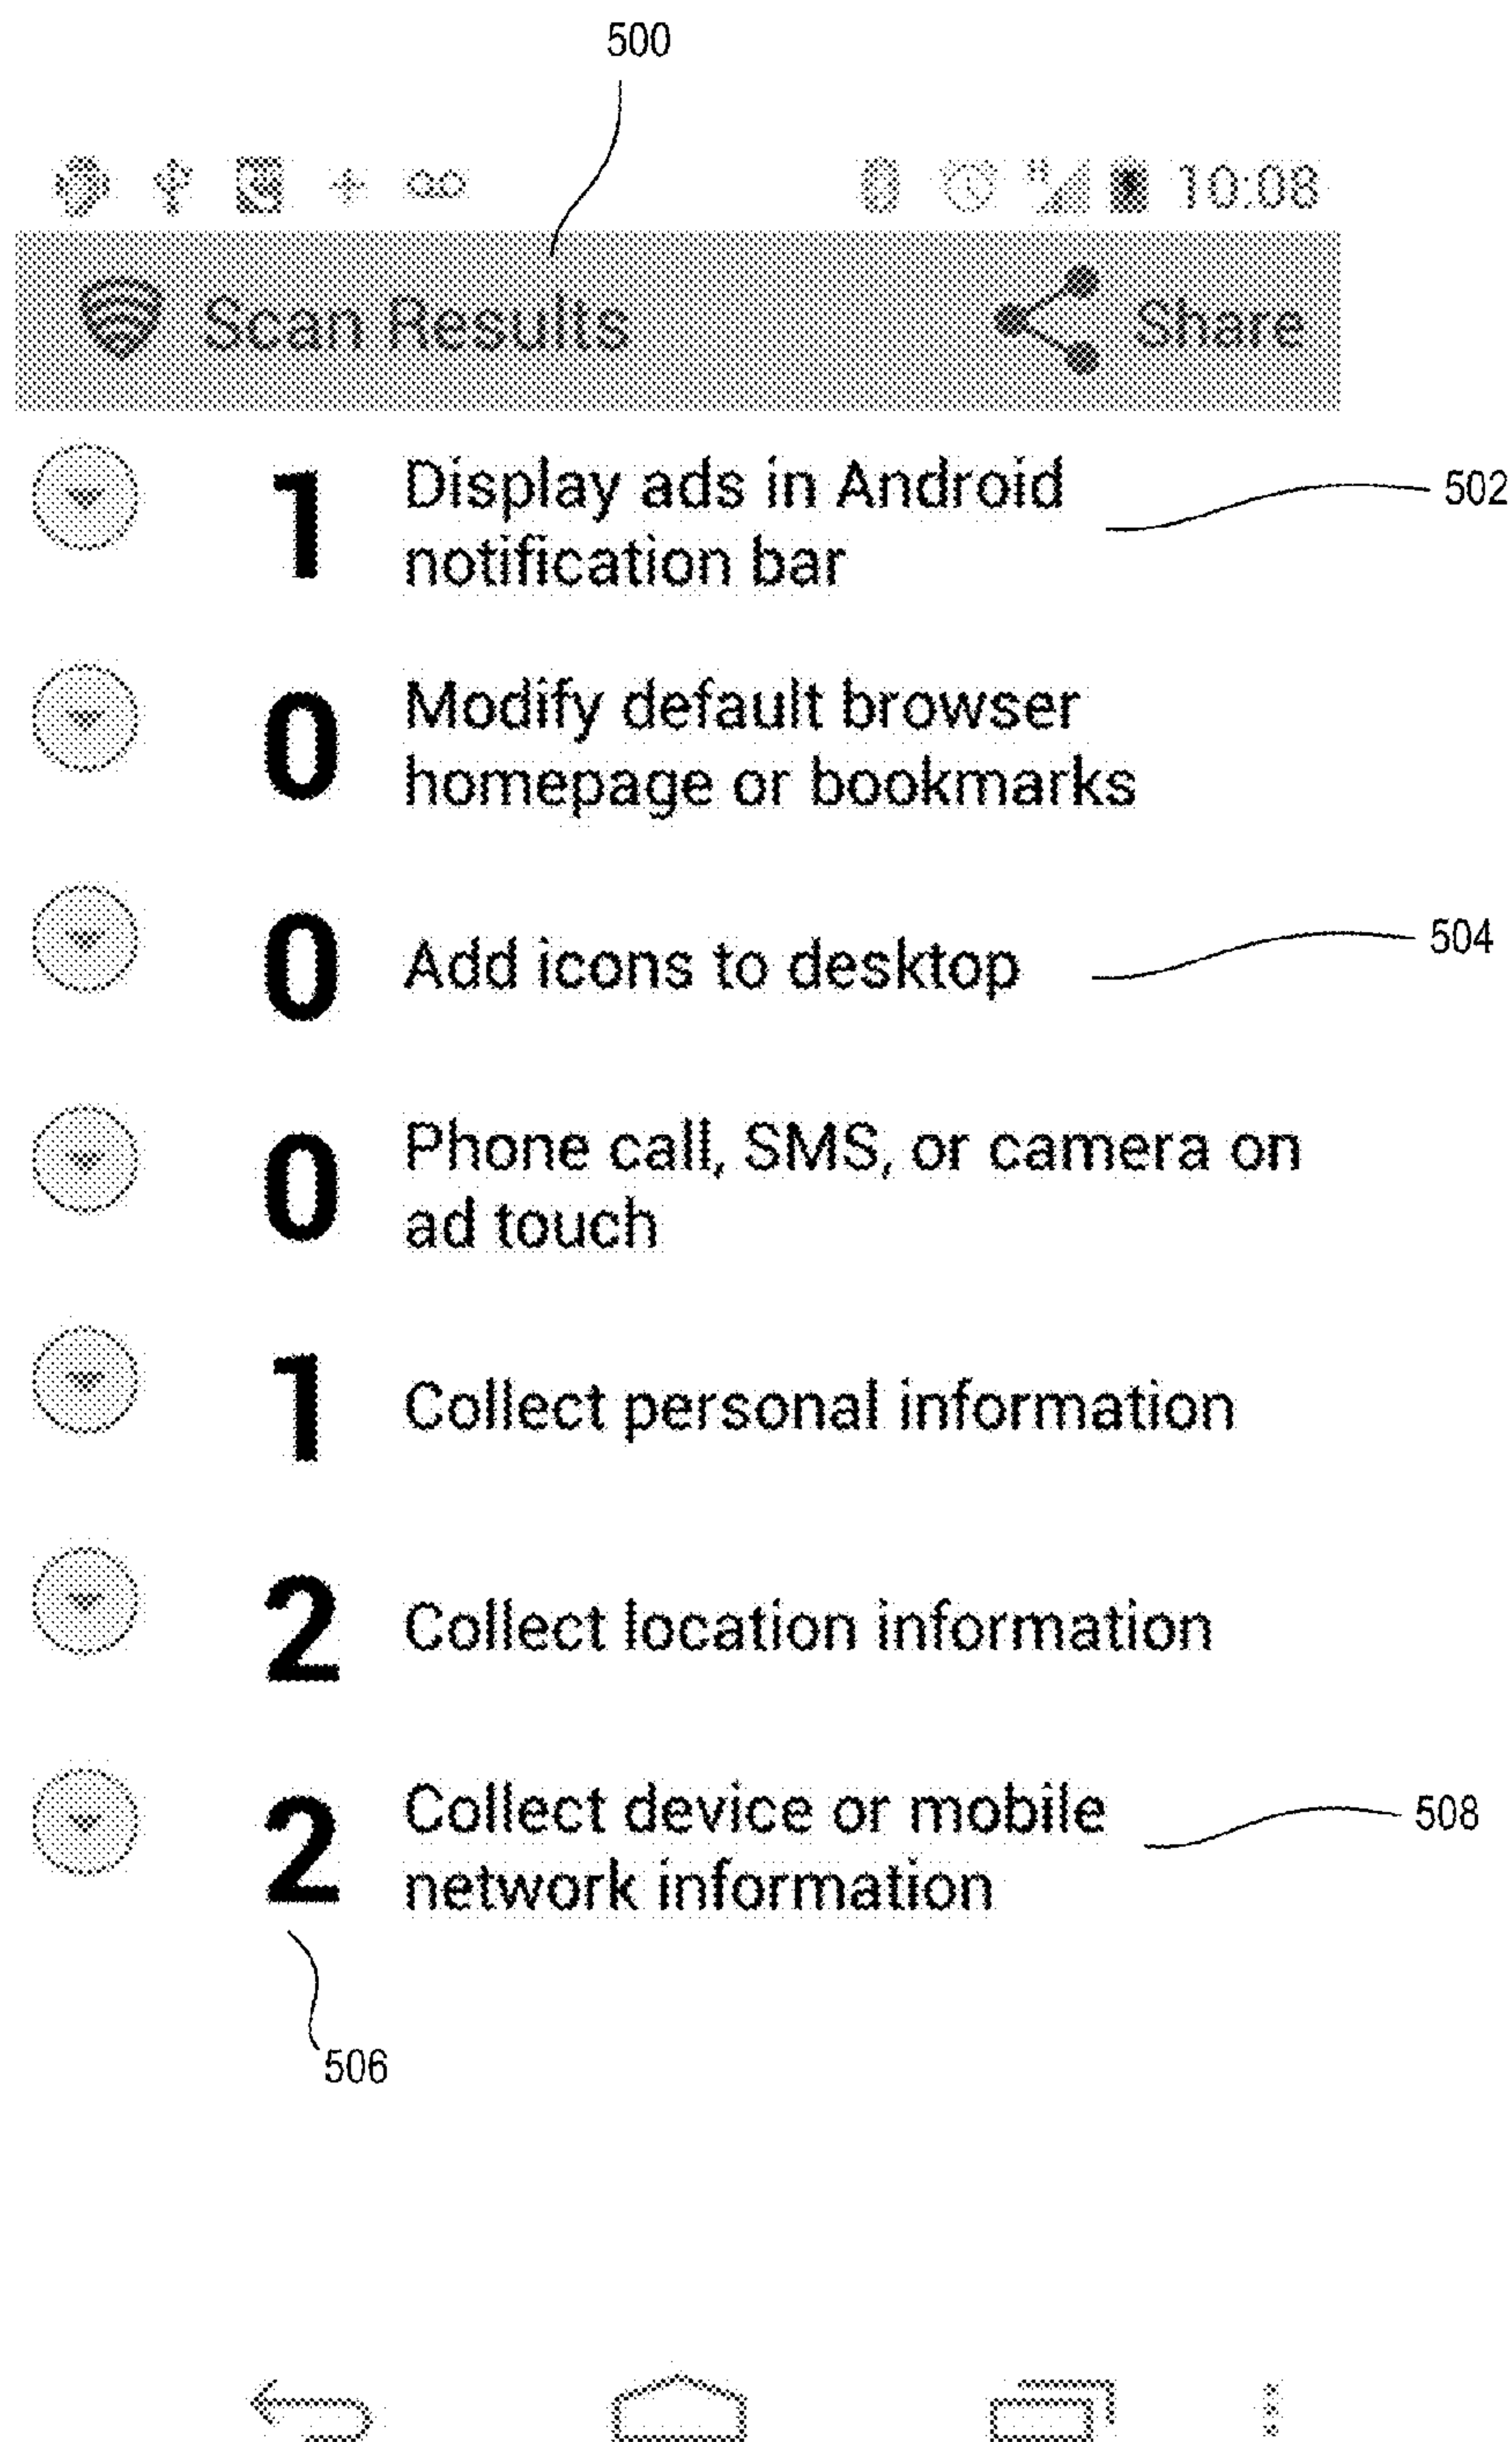 500
10:08
Scan Results
Share
1
Display ads in Android
notification bar
502
0
Modify default browser
homepage or bookmarks
0
Add icons to desktop
504
0
Phone call, SMS, or camera on
ad touch
1
Collect personal information
2
Collect location information
2
Collect device or mobile
network information
508
506